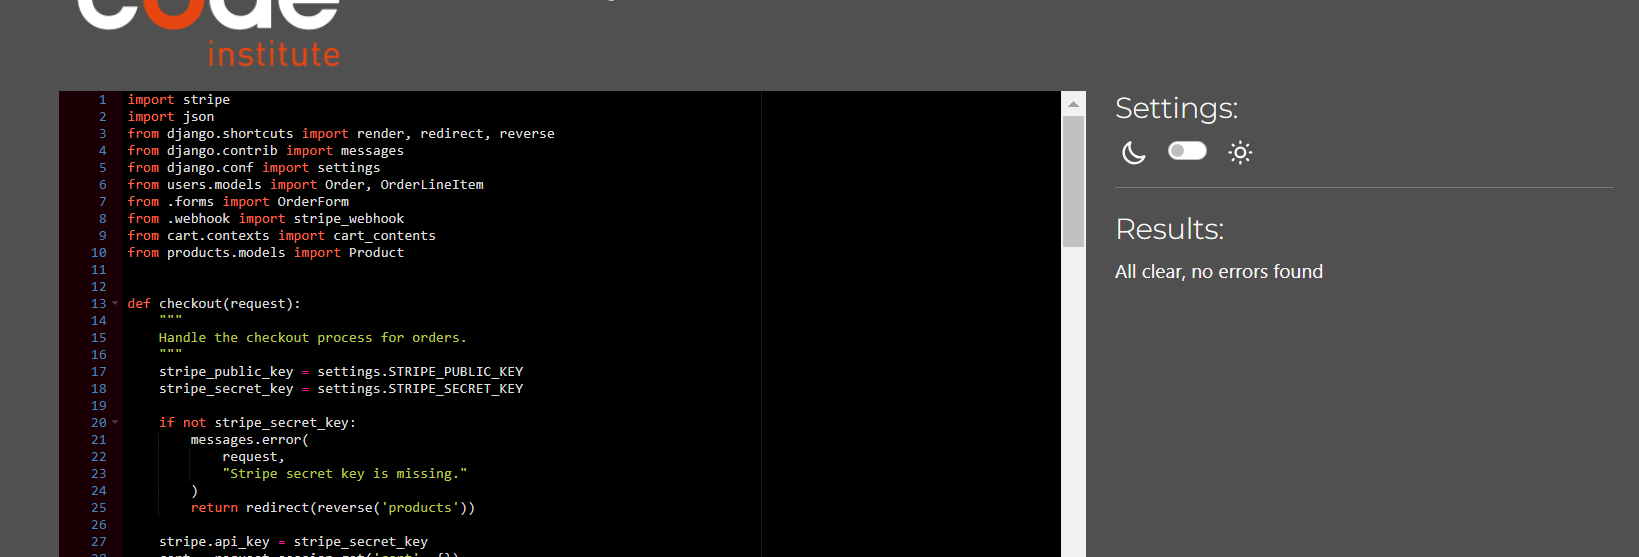 code
institute
1 import stripe
2 import json
3 from django.shortcuts import render, redirect, reverse
4 from django.contrib import messages
5 from django.conf import settings
6 from users.models import Order, OrderLineItem
7 from .forms import OrderForm
8 from .webhook import stripe_webhook
9 from cart.contexts import cart_contents
10 from products.models import Product
11
12
13 def checkout(request):
14 """
15 Handle the checkout process for orders.
16 """
17 stripe_public_key = settings.STRIPE_PUBLIC_KEY
18 stripe_secret_key = settings.STRIPE_SECRET_KEY
19
20 if not stripe_secret_key:
21 messages.error(
22 request,
23 "Stripe secret key is missing."
24 )
25 return redirect(reverse('products'))
26
27 stripe.api_key = stripe_secret_key
Settings:
Results:
All clear, no errors found